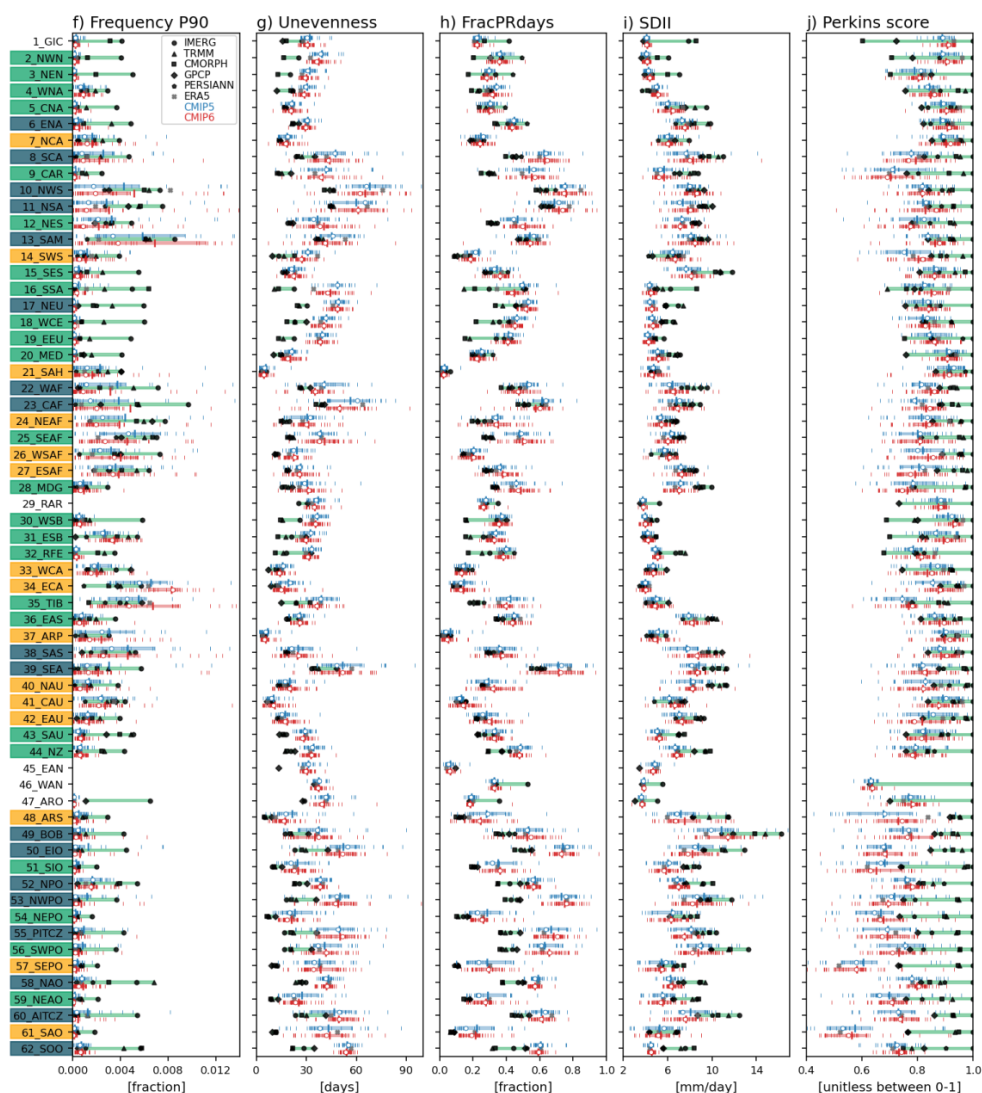 f) Frequency P90 g) Unevenness h) FracPRdays i) SDII j) Perkins score
IMERG
TRMM
CMORPH
GPCP
PERSIANN
ERA5
CMIP5
CMIP6
1_GIC
2_NWN
3_NEN
4_WNA
5_CNA
6_ENA
7_NCA
8_SCA
9_CAR
10_NWS
11_NSA
12_NES
13_SAM
14_SWS
15_SES
16_SSA
17_NEU
18_WCE
19_EEU
20_MED
21_SAH
22_WAF
23_CAF
24_NEAF
25_SEAF
26_WSAF
27_ESAF
28_MDG
29_RAR
30_WSB
31_ESB
32_RFE
33_WCA
34_ECA
35_TIB
36_EAS
37_ARP
38_SAS
39_SEA
40_NAU
41_CAU
42_EAU
43_SAU
44_NZ
45_EAN
46_WAN
47_ARO
48_ARS
49_BOB
50_EIO
51_SIO
52_NPO
53_NWPO
54_NEPO
55_PITCZ
56_SWPO
57_SEPO
58_NAO
59_NEAO
60_AITCZ
61_SAO
62_SOO
0.000 0.004 0.008 0.012 0 30 60 90 0.0 0.2 0.4 0.6 0.8 1.0 2 6 10 14 0.4 0.6 0.8 1.0
[fraction] [days] [fraction] [mm/day] [unitless between 0-1]